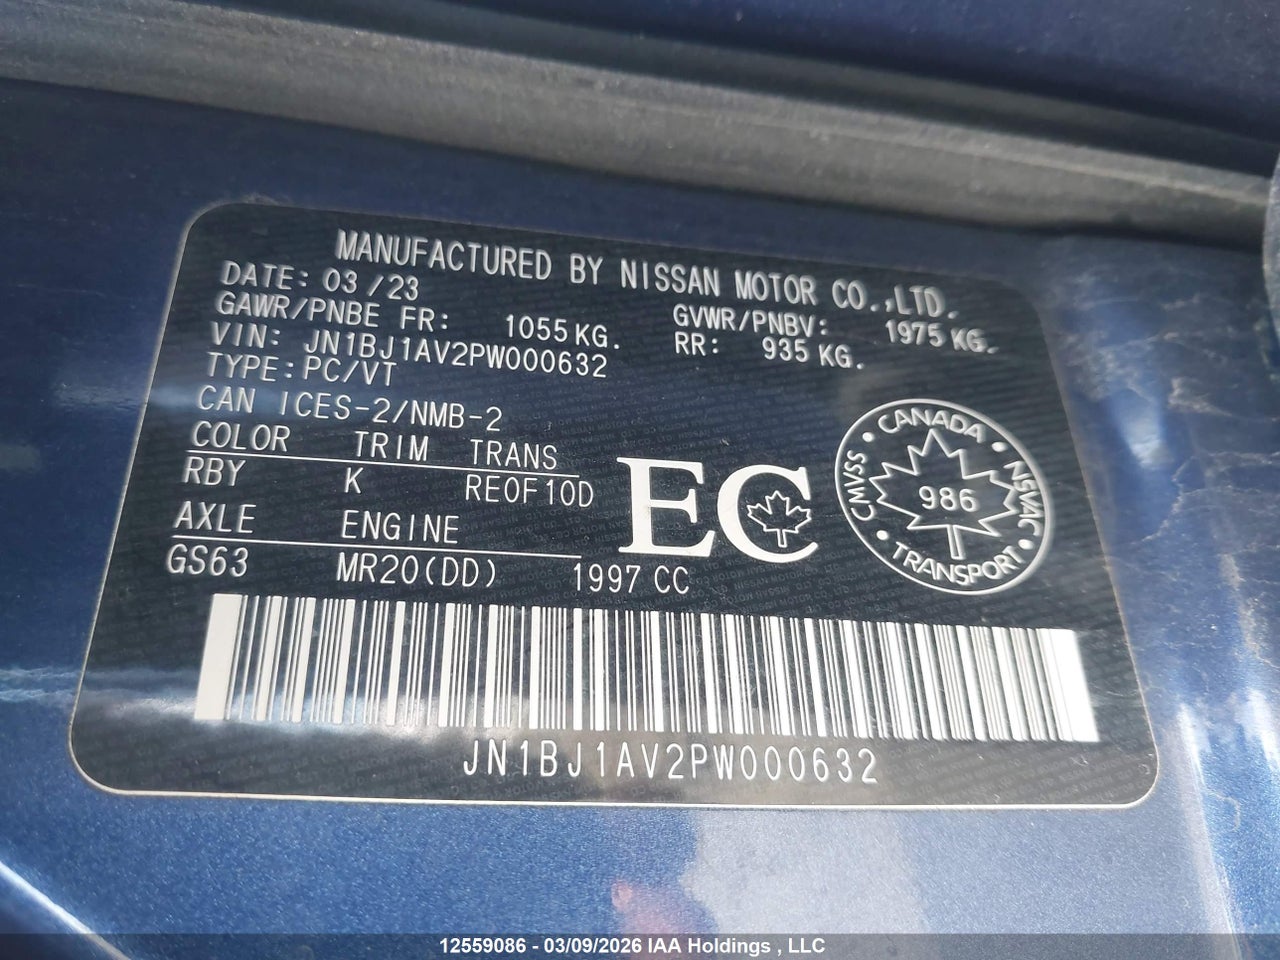 MANUFACTURED BY NISSAN MOTOR CO.,LTD.
DATE: 03 /23
GAWR/PNBE FR: 1055KG. GVWR/PNBV: 1975 KG.
VIN: JN1BJ1AV2PW000632 RR: 935 KG.
TYPE:PC/VT
CAN ICES-2/NMB-2
COLOR TRIM TRANS
RBY K RE0F10D
AXLE ENGINE
GS63 MR20(DD) 1997 CC
EC
CANADA
CMVSS 986 NSVAC
TRANSPORT
JN1BJ1AV2PW000632
12559086 - 03/09/2026 IAA Holdings , LLC